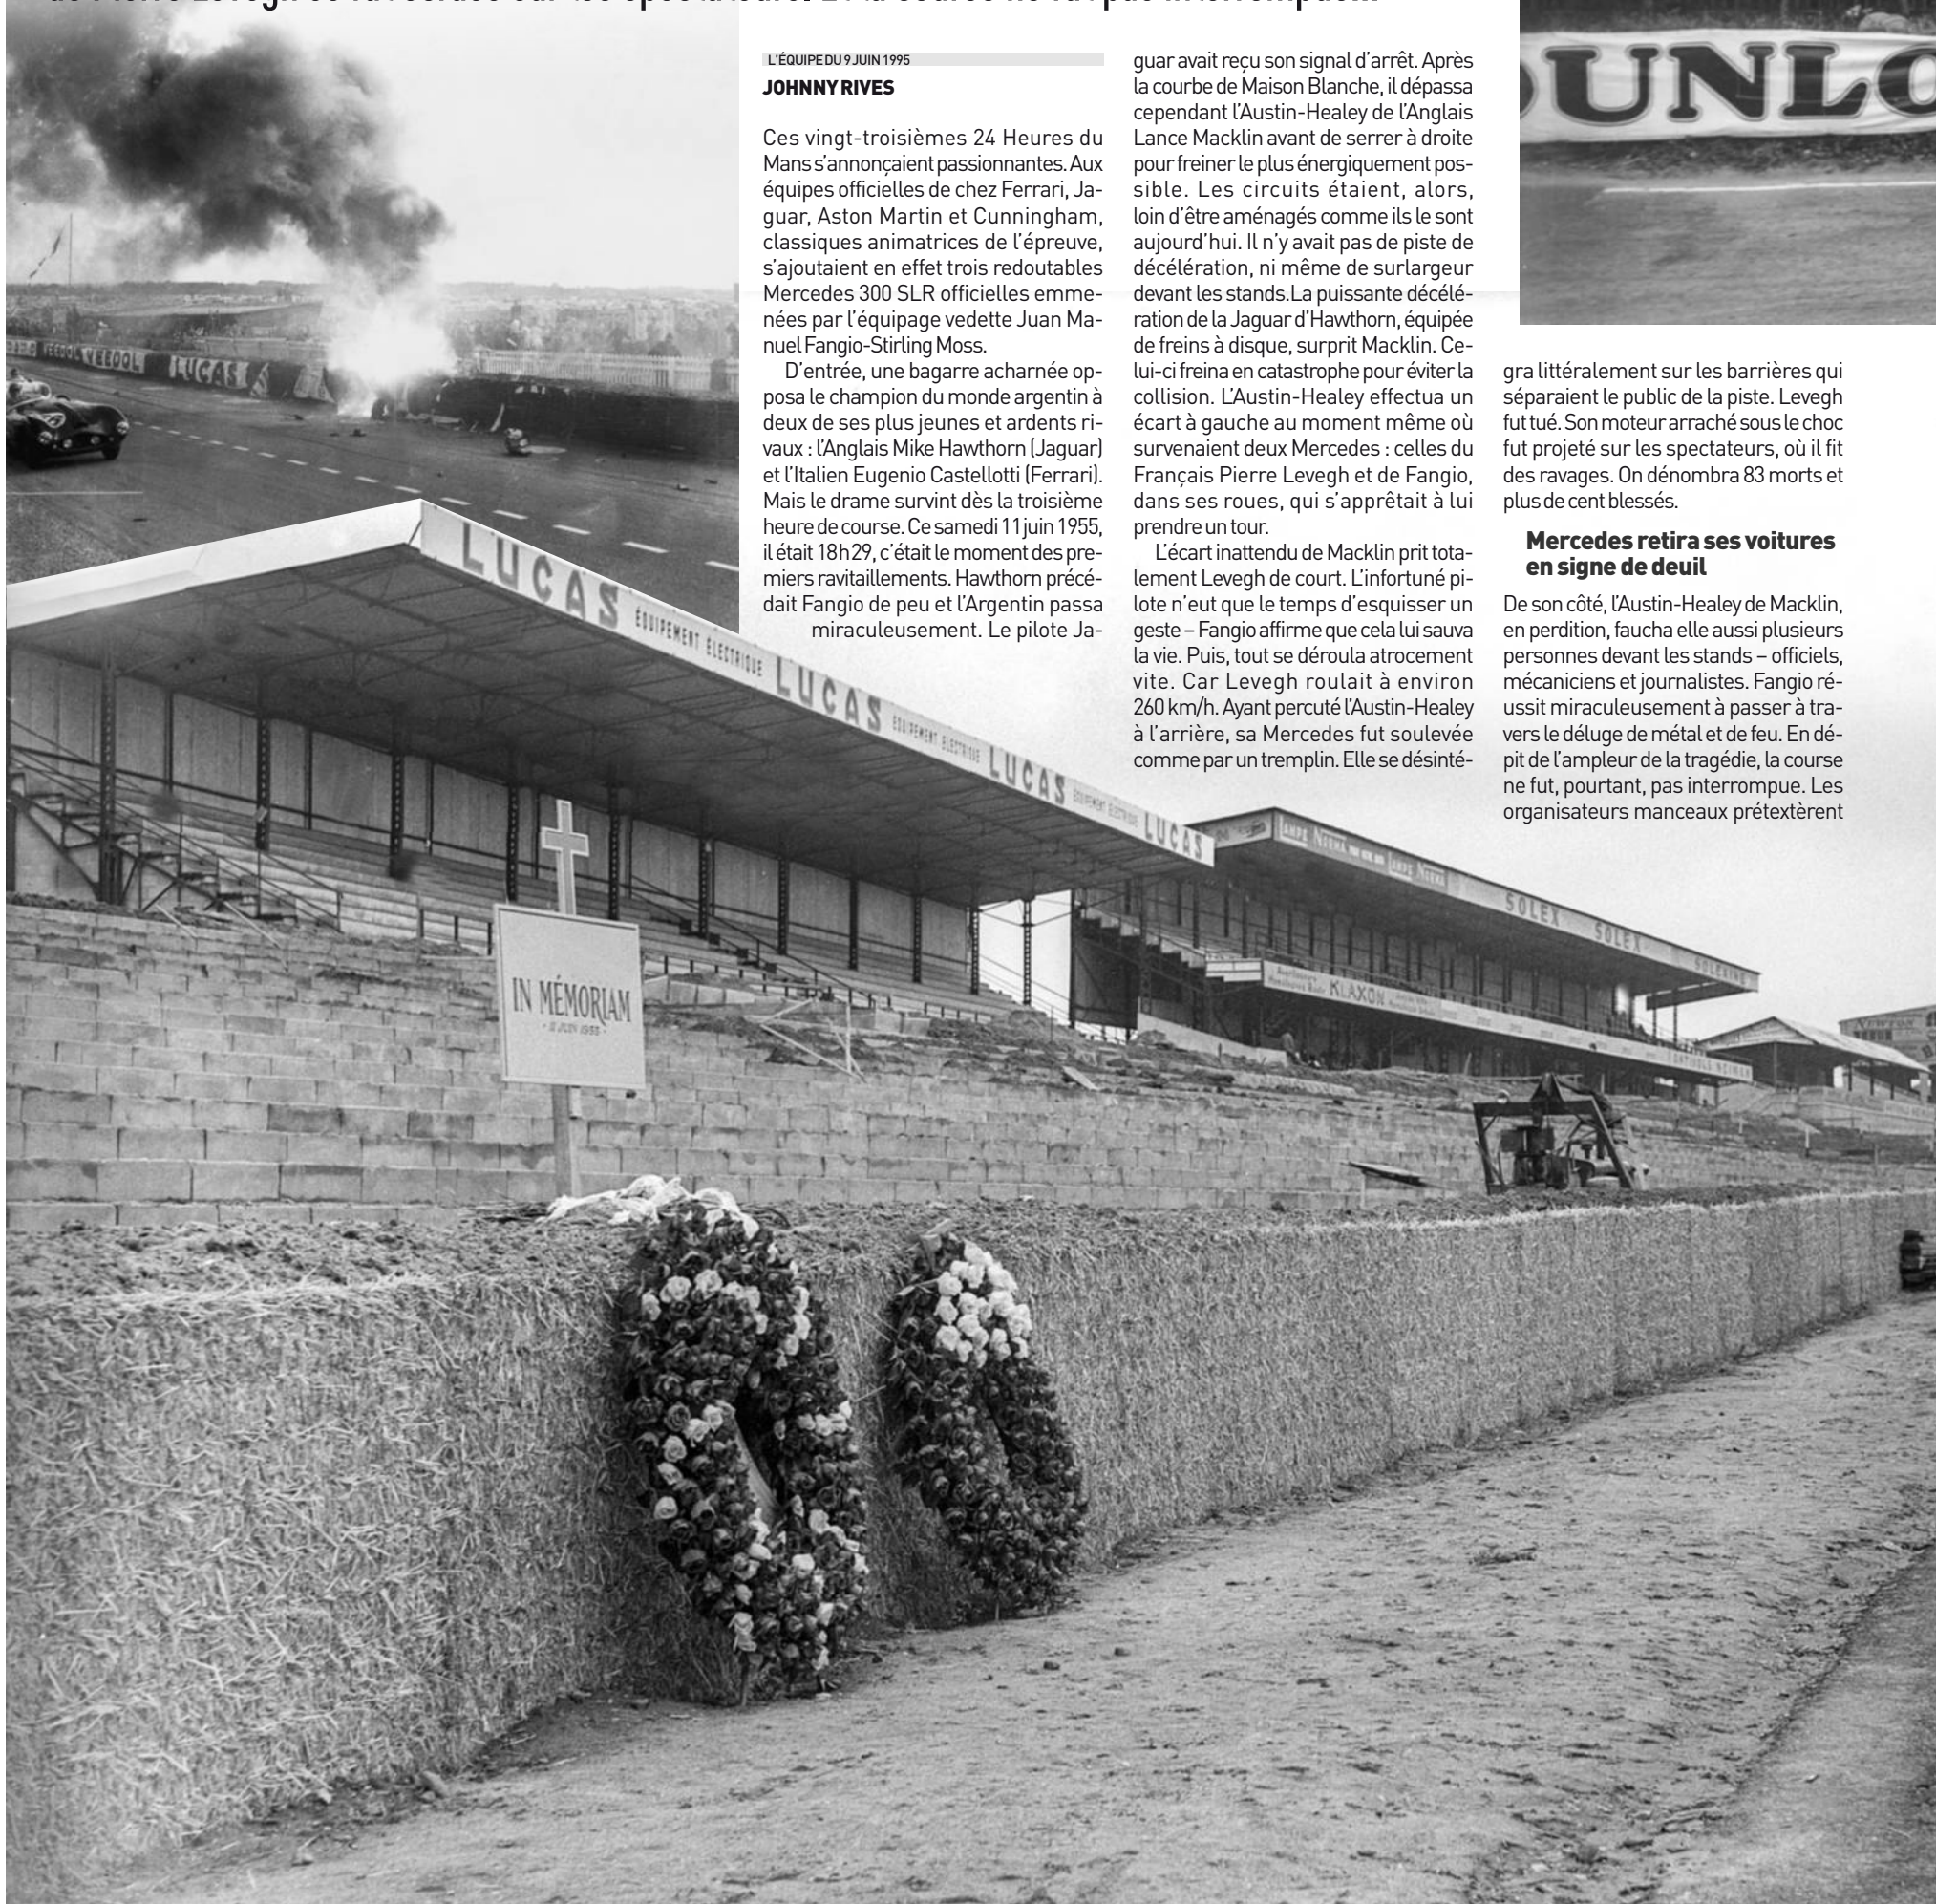 L'ÉQUIPE DU 9 JUIN 1995
JOHNNY RIVES
Ces vingt-troisièmes 24 Heures du
Mans s'annonçaient passionnantes. Aux
équipes officielles de chez Ferrari, Ja-
guar, Aston Martin et Cunningham,
classiques animatrices de l'épreuve,
s'ajoutaient en effet trois redoutables
Mercedes 300 SLR officielles emme-
nées par l'équipage vedette Juan Ma-
nuel Fangio-Stirling Moss.
D'entrée, une bagarre acharnée op-
posa le champion du monde argentin à
deux de ses plus jeunes et ardents ri-
vaux : l'Anglais Mike Hawthorn (Jaguar)
et l'Italien Eugenio Castellotti (Ferrari).
Mais le drame survint dès la troisième
heure de course. Ce samedi 11 juin 1955,
il était 18 h 29, c'était le moment des pre-
miers ravitaillements. Hawthorn précé-
dait Fangio de peu et l'Argentin passa
miraculeusement. Le pilote Ja-
guar avait reçu son signal d'arrêt. Après
la courbe de Maison Blanche, il dépassa
cependant l'Austin-Healey de l'Anglais
Lance Macklin avant de serrer à droite
pour freiner le plus énergiquement pos-
sible. Les circuits étaient, alors,
loin d'être aménagés comme ils le sont
aujourd'hui. Il n'y avait pas de piste de
décélération, ni même de surlargeur
devant les stands.La puissante décélé-
ration de la Jaguar d'Hawthorn, équipée
de freins à disque, surprit Macklin. Ce-
lui-ci freina en catastrophe pour éviter la
collision. L'Austin-Healey effectua un
écart à gauche au moment même où
survenaient deux Mercedes : celles du
Français Pierre Levegh et de Fangio,
dans ses roues, qui s'apprêtait à lui
prendre un tour.
L'écart inattendu de Macklin prit tota-
lement Levegh de court. L'infortuné pi-
lote n'eut que le temps d'esquisser un
geste – Fangio affirme que cela lui sauva
la vie. Puis, tout se déroula atrocement
vite. Car Levegh roulait à environ
260 km/h. Ayant percuté l'Austin-Healey
à l'arrière, sa Mercedes fut soulevée
comme par un tremplin. Elle se désinté-
gra littéralement sur les barrières qui
séparaient le public de la piste. Levegh
fut tué. Son moteur arraché sous le choc
fut projeté sur les spectateurs, où il fit
des ravages. On dénombra 83 morts et
plus de cent blessés.
Mercedes retira ses voitures
en signe de deuil
De son côté, l'Austin-Healey de Macklin,
en perdition, faucha elle aussi plusieurs
personnes devant les stands – officiels,
mécaniciens et journalistes. Fangio ré-
ussit miraculeusement à passer à tra-
vers le déluge de métal et de feu. En dé-
pit de l'ampleur de la tragédie, la course
ne fut, pourtant, pas interrompue. Les
organisateurs manceaux prétextèrent
UNLO
VEEDOL VEEDOL LUCAS
LUCAS ÉQUIPEMENT ÉLECTRIQUE LUCAS ÉQUIPEMENT ÉLECTRIQUE LUCAS ÉQUIPEMENT ÉLECTRIQUE LUCAS
SOLEX SOLEX
KLAXON
IN MÉMORIAM
- 11 JUIN 1955 -